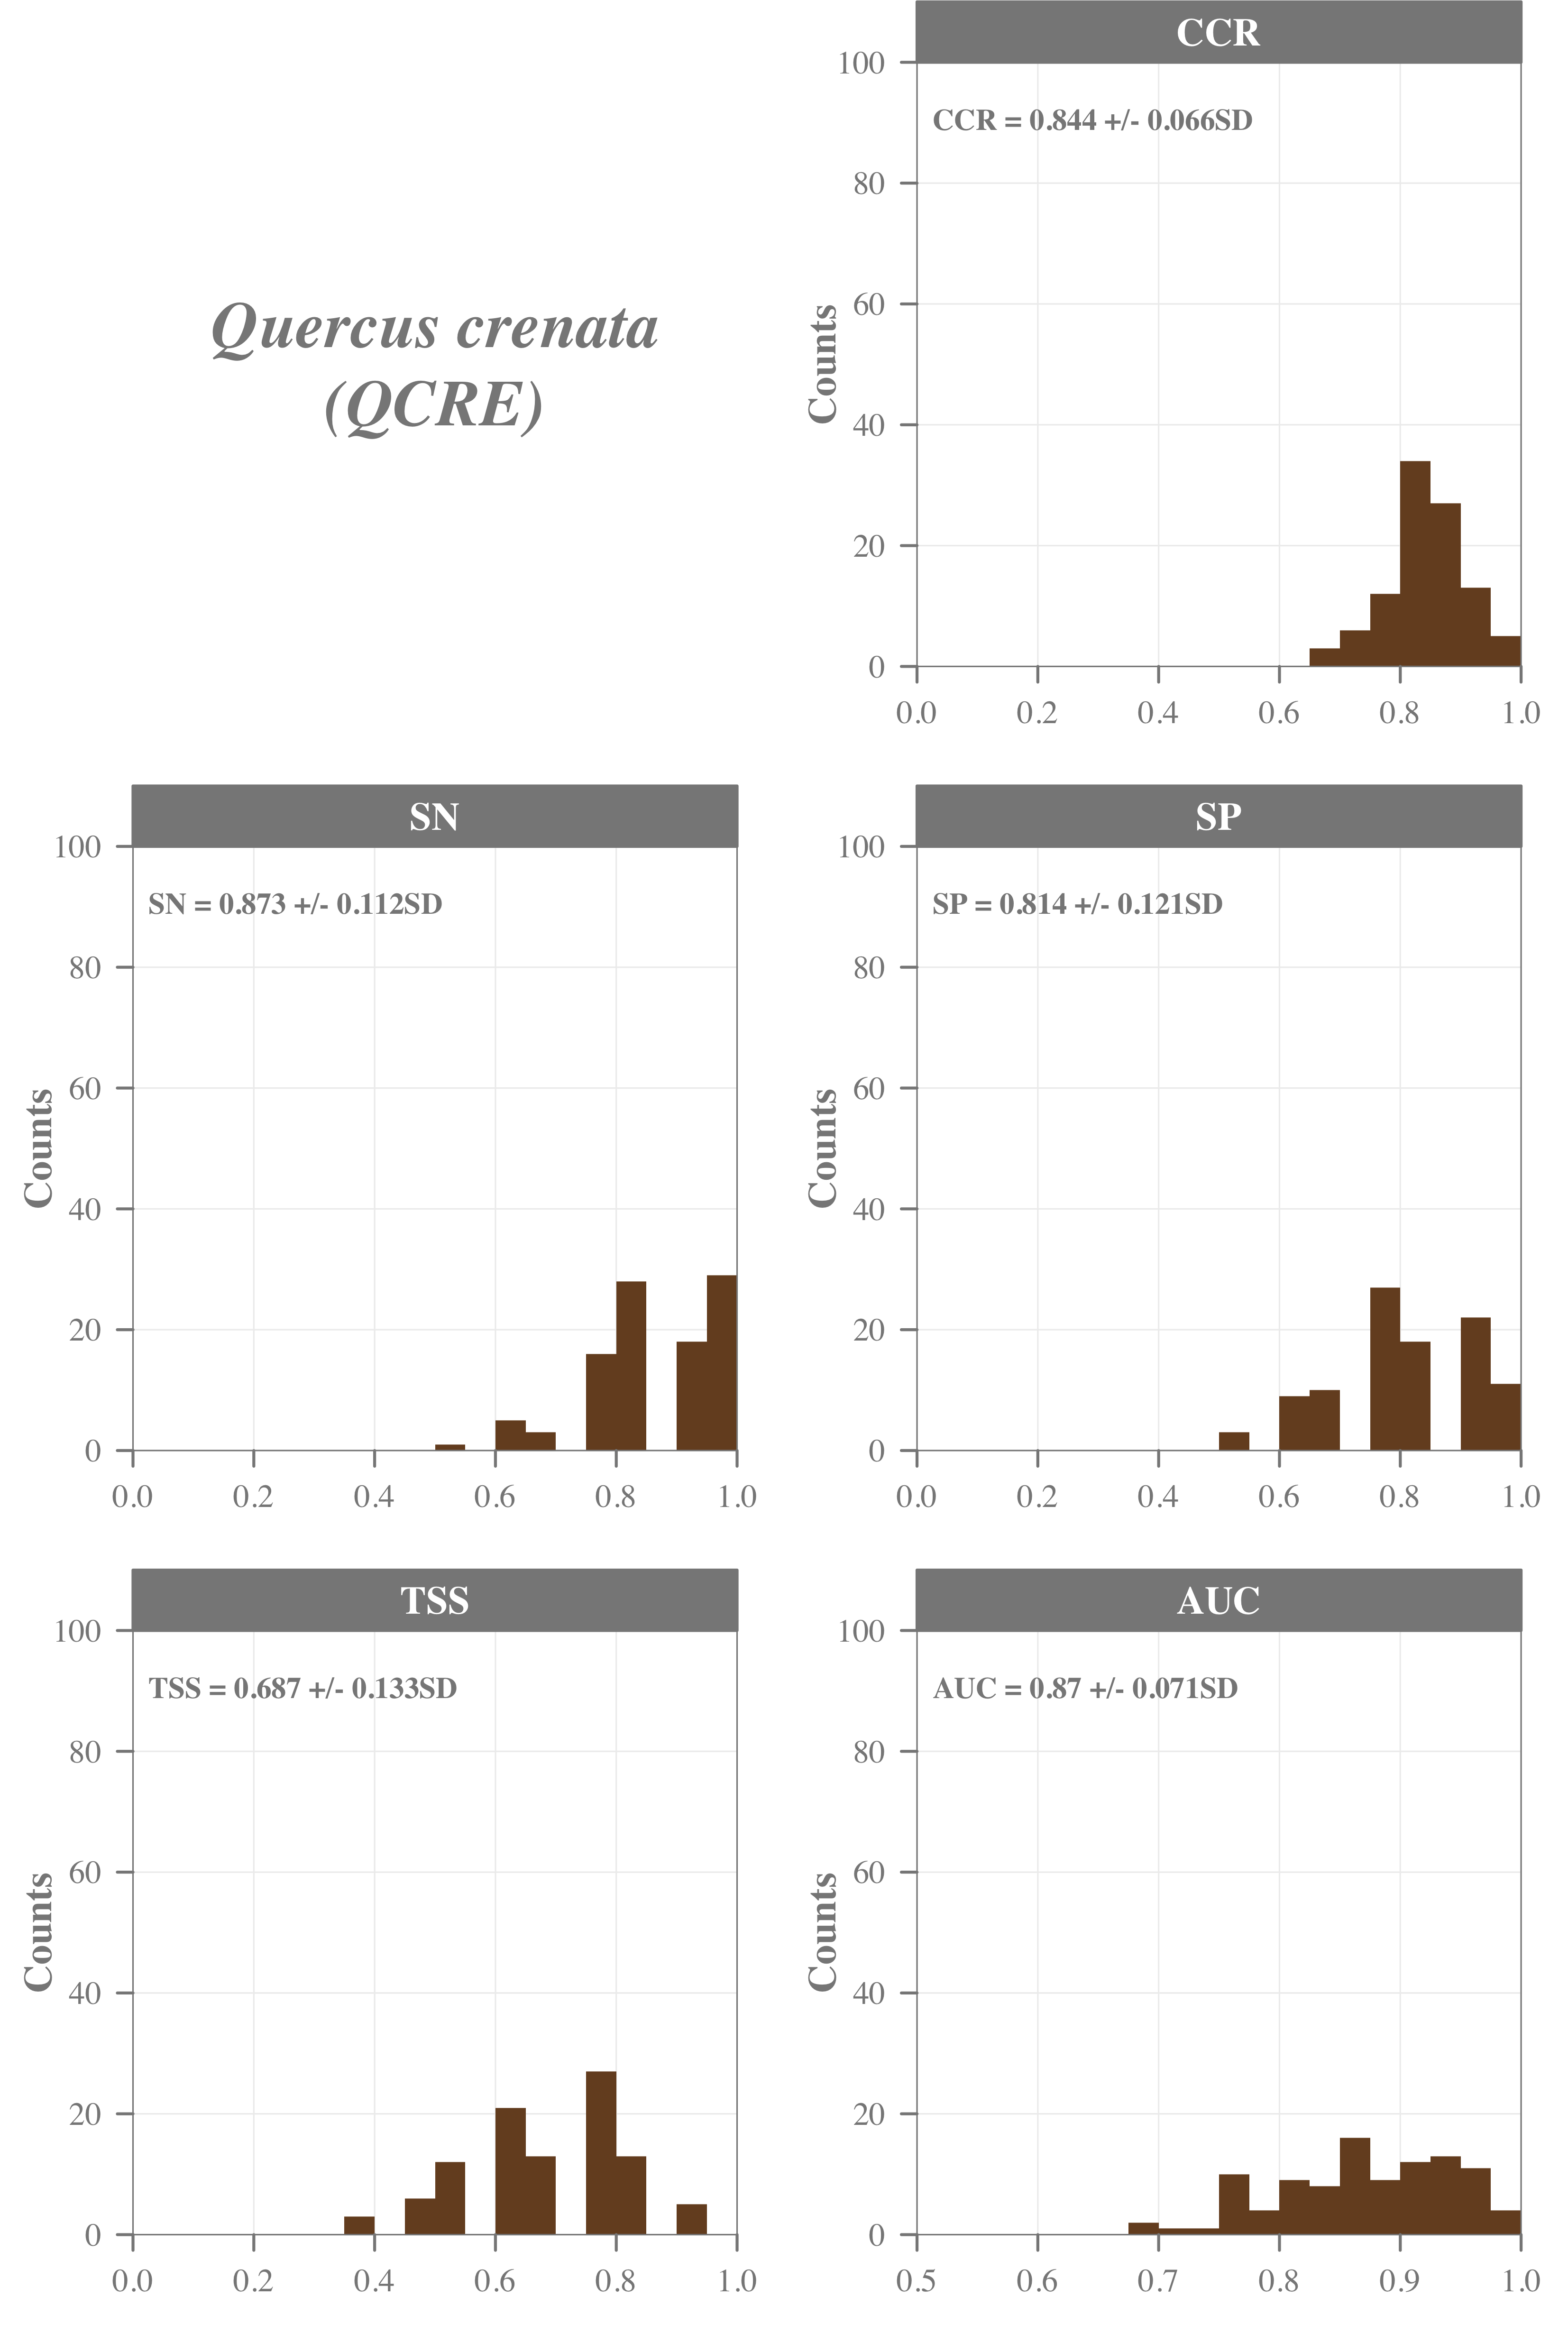 Quercus crenata
(QCRE)
CCR
CCR = 0.844 +/- 0.066SD
Counts
100
80
60
40
20
0
0.0 0.2 0.4 0.6 0.8 1.0
SN
SN = 0.873 +/- 0.112SD
Counts
100
80
60
40
20
0
0.0 0.2 0.4 0.6 0.8 1.0
SP
SP = 0.814 +/- 0.121SD
Counts
100
80
60
40
20
0
0.0 0.2 0.4 0.6 0.8 1.0
TSS
TSS = 0.687 +/- 0.133SD
Counts
100
80
60
40
20
0
0.0 0.2 0.4 0.6 0.8 1.0
AUC
AUC = 0.87 +/- 0.071SD
Counts
100
80
60
40
20
0
0.5 0.6 0.7 0.8 0.9 1.0